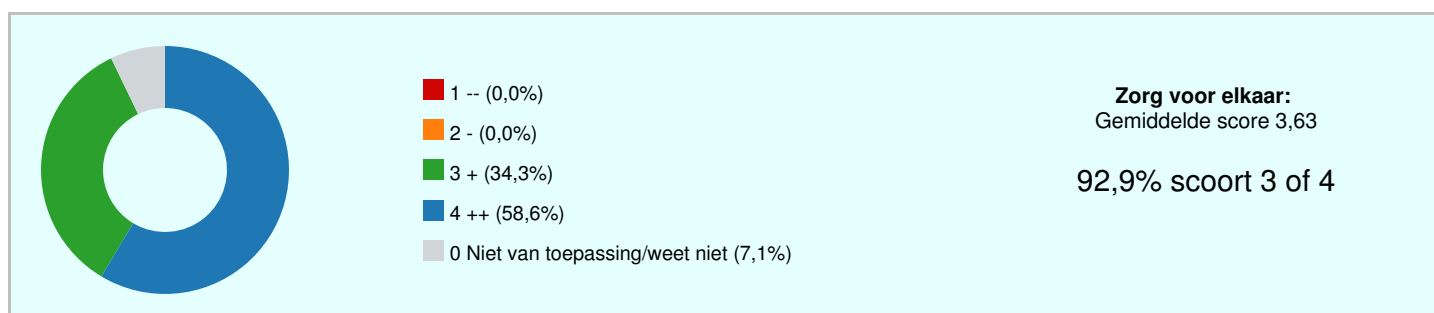 1 -- (0,0%)
2 - (0,0%)
3 + (34,3%)
4 ++ (58,6%)
0 Niet van toepassing/weet niet (7,1%)
Zorg voor elkaar:
Gemiddelde score 3,63
92,9% scoort 3 of 4